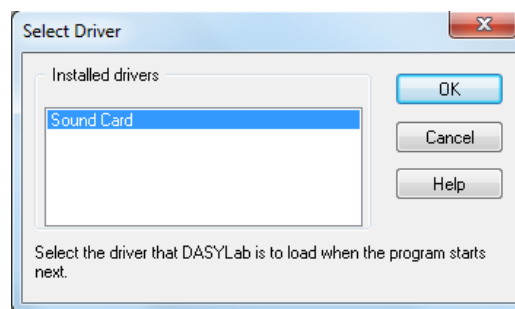 Select Driver
Installed drivers
OK
Sound Card
Cancel
Help
Select the driver that DASYLab is to load when the program starts
next.